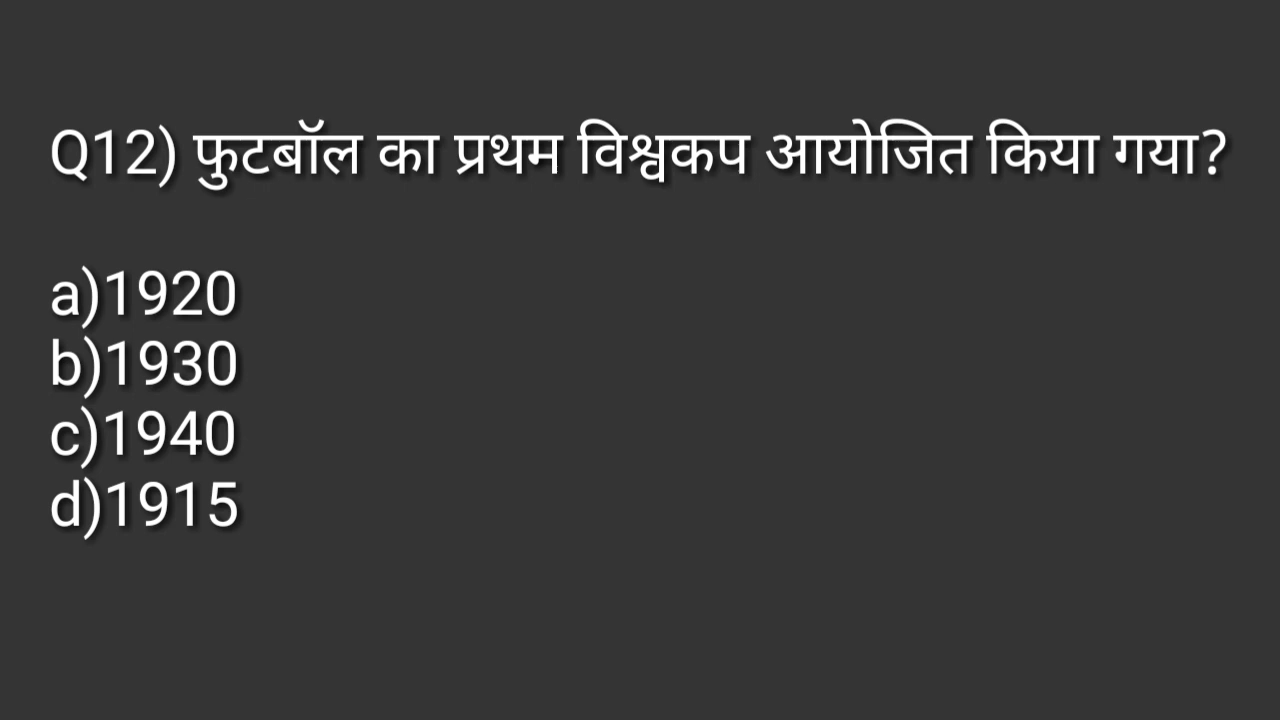 Q12) फुटबॉल का प्रथम विश्वकप आयोजित किया गया?
a)1920
b)1930
c)1940
d)1915